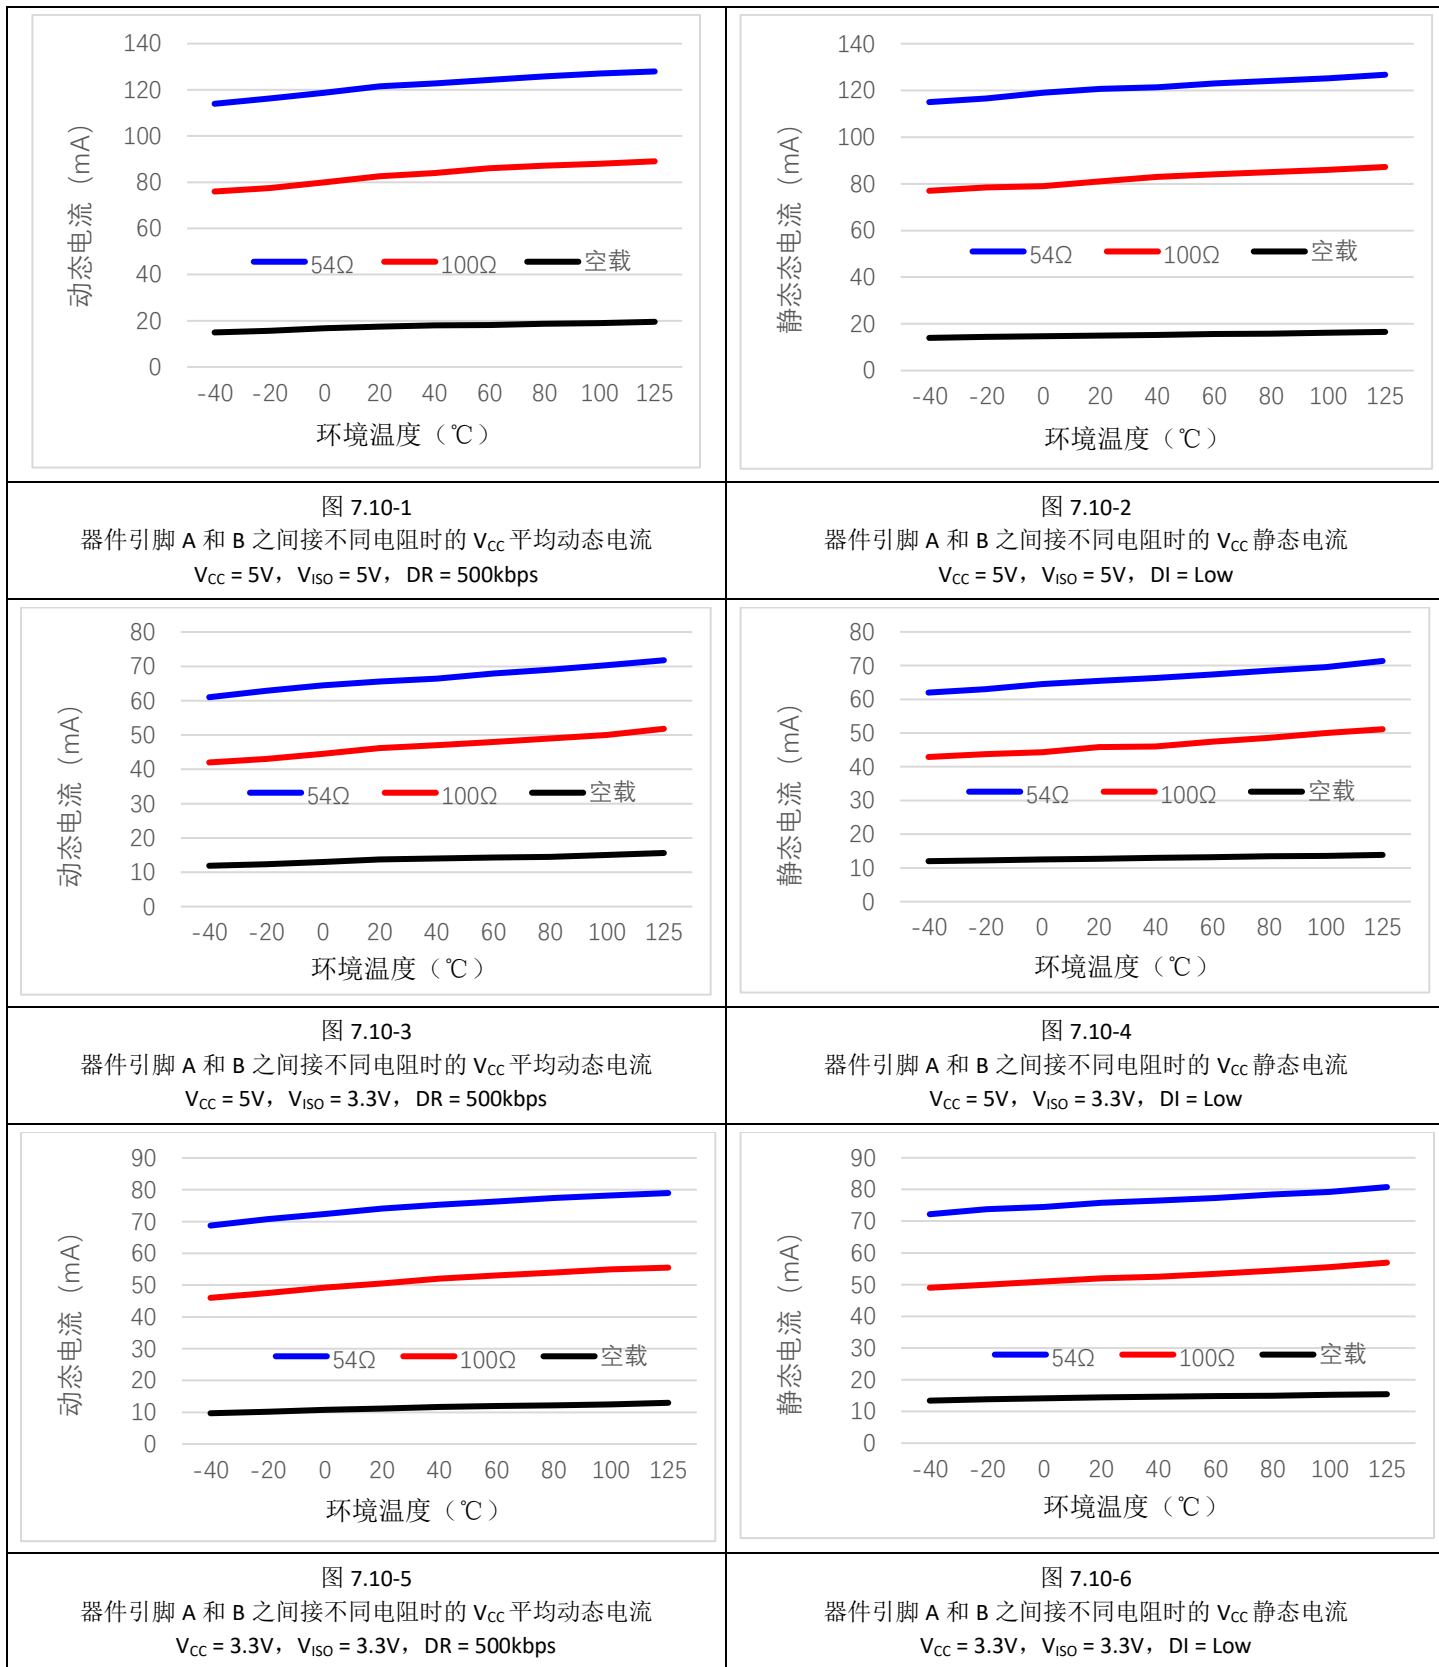 140
120
100
80
60
40
20
0
动态电流（mA）
54Ω 100Ω 空载
-40 -20 0 20 40 60 80 100 125
环境温度（℃）
140
120
100
80
60
40
20
0
静态态电流（mA）
54Ω 100Ω 空载
-40 -20 0 20 40 60 80 100 125
环境温度（℃）
图 7.10-1
器件引脚 A 和 B 之间接不同电阻时的 VCC 平均动态电流
VCC = 5V，VISO = 5V，DR = 500kbps
图 7.10-2
器件引脚 A 和 B 之间接不同电阻时的 VCC 静态电流
VCC = 5V，VISO = 5V，DI = Low
80
70
60
50
40
30
20
10
0
动态电流（mA）
54Ω 100Ω 空载
-40 -20 0 20 40 60 80 100 125
环境温度（℃）
80
70
60
50
40
30
20
10
0
静态电流（mA）
54Ω 100Ω 空载
-40 -20 0 20 40 60 80 100 125
环境温度（℃）
图 7.10-3
器件引脚 A 和 B 之间接不同电阻时的 VCC 平均动态电流
VCC = 5V，VISO = 3.3V，DR = 500kbps
图 7.10-4
器件引脚 A 和 B 之间接不同电阻时的 VCC 静态电流
VCC = 5V，VISO = 3.3V，DI = Low
90
80
70
60
50
40
30
20
10
0
动态电流（mA）
54Ω 100Ω 空载
-40 -20 0 20 40 60 80 100 125
环境温度（℃）
90
80
70
60
50
40
30
20
10
0
静态电流（mA）
54Ω 100Ω 空载
-40 -20 0 20 40 60 80 100 125
环境温度（℃）
图 7.10-5
器件引脚 A 和 B 之间接不同电阻时的 VCC 平均动态电流
VCC = 3.3V，VISO = 3.3V，DR = 500kbps
图 7.10-6
器件引脚 A 和 B 之间接不同电阻时的 VCC 静态电流
VCC = 3.3V，VISO = 3.3V，DI = Low